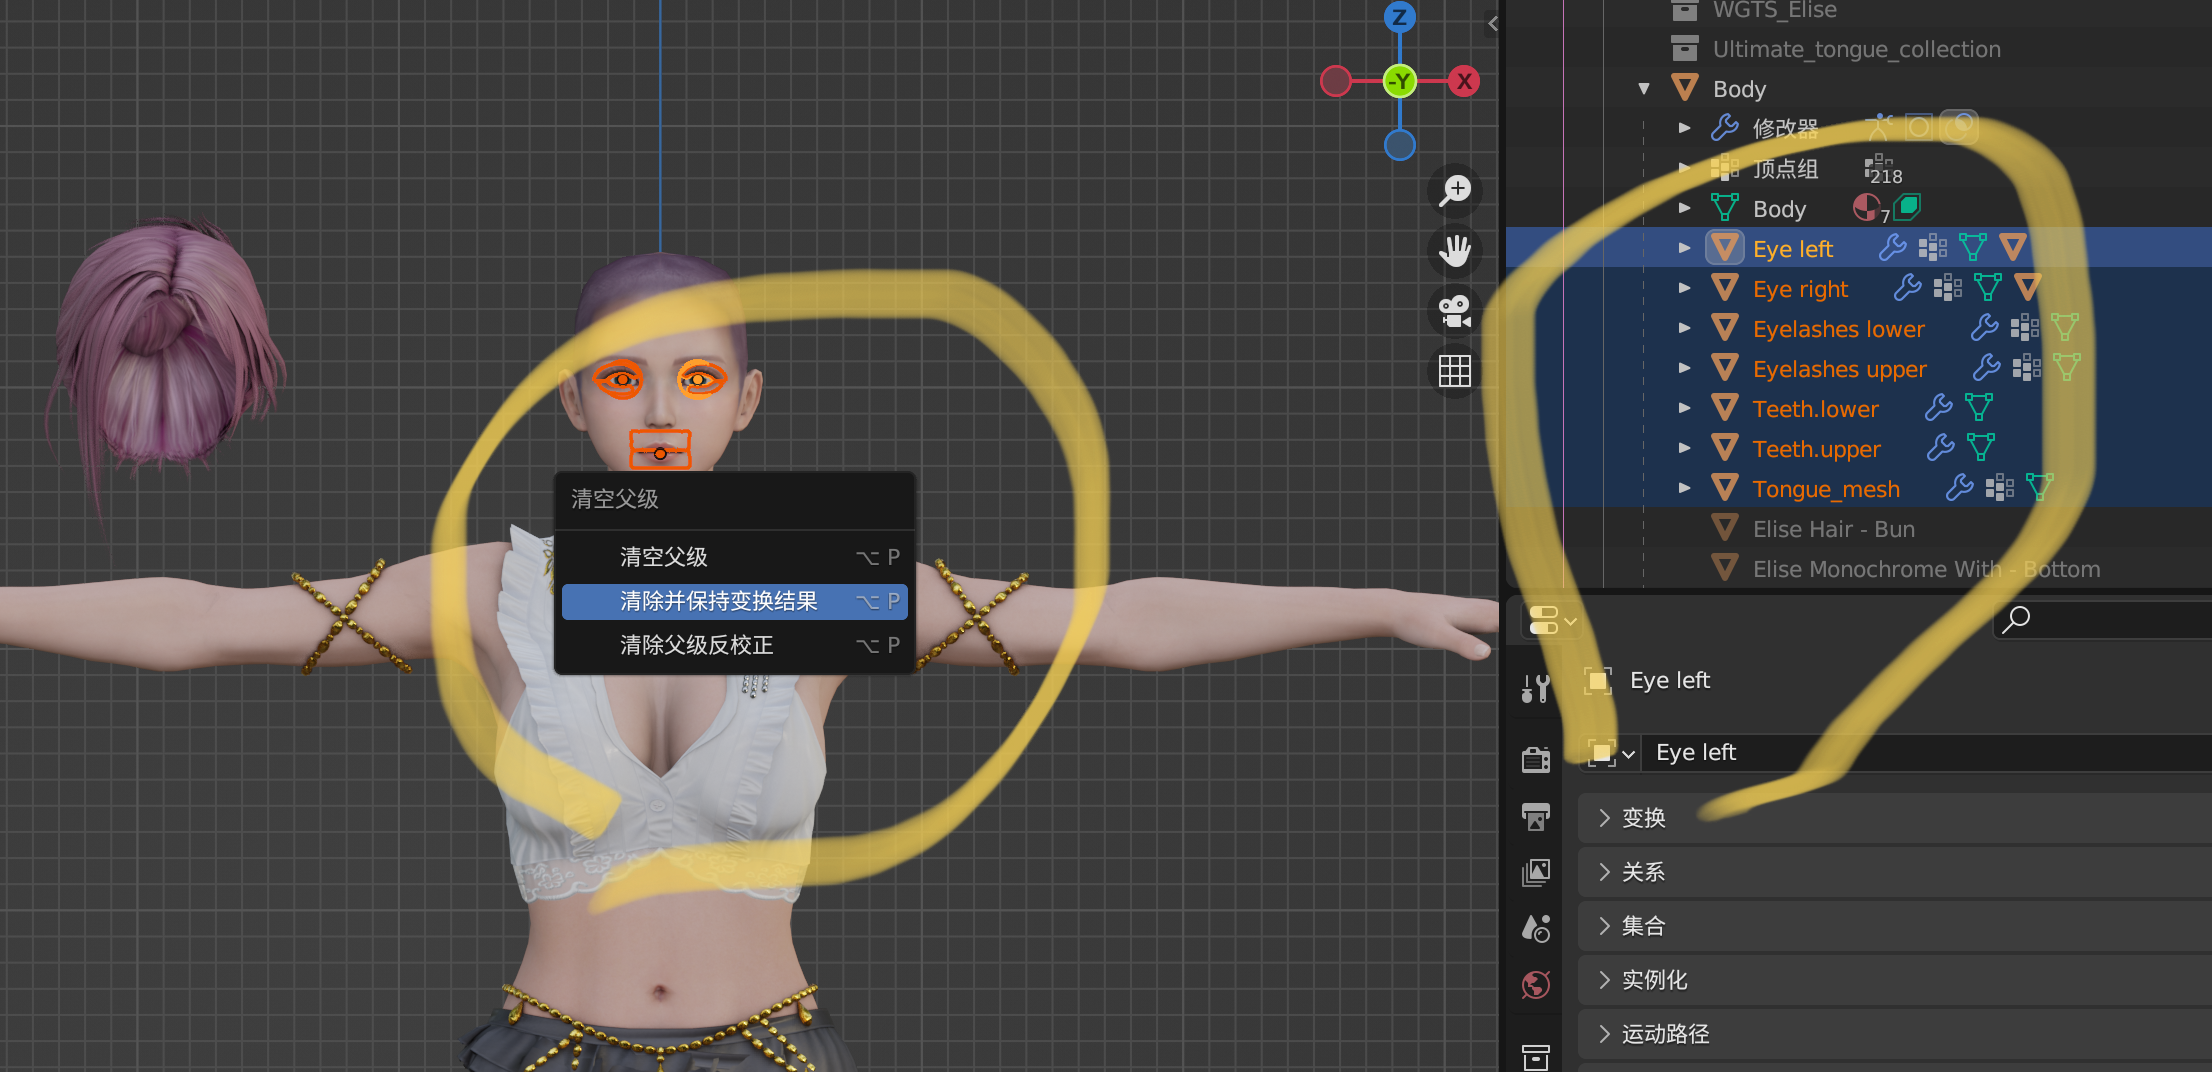 Z
-Y
X
清空父级
清空父级 ⌥ P
清除并保持变换结果 ⌥ P
清除父级反校正 ⌥ P
WGTS_Elise
Ultimate_tongue_collection
Body
修改器
顶点组 218
Body 7
Eye left
Eye right
Eyelashes lower
Eyelashes upper
Teeth.lower
Teeth.upper
Tongue_mesh
Elise Hair - Bun
Elise Monochrome With - Bottom
Eye left
Eye left
变换
关系
集合
实例化
运动路径